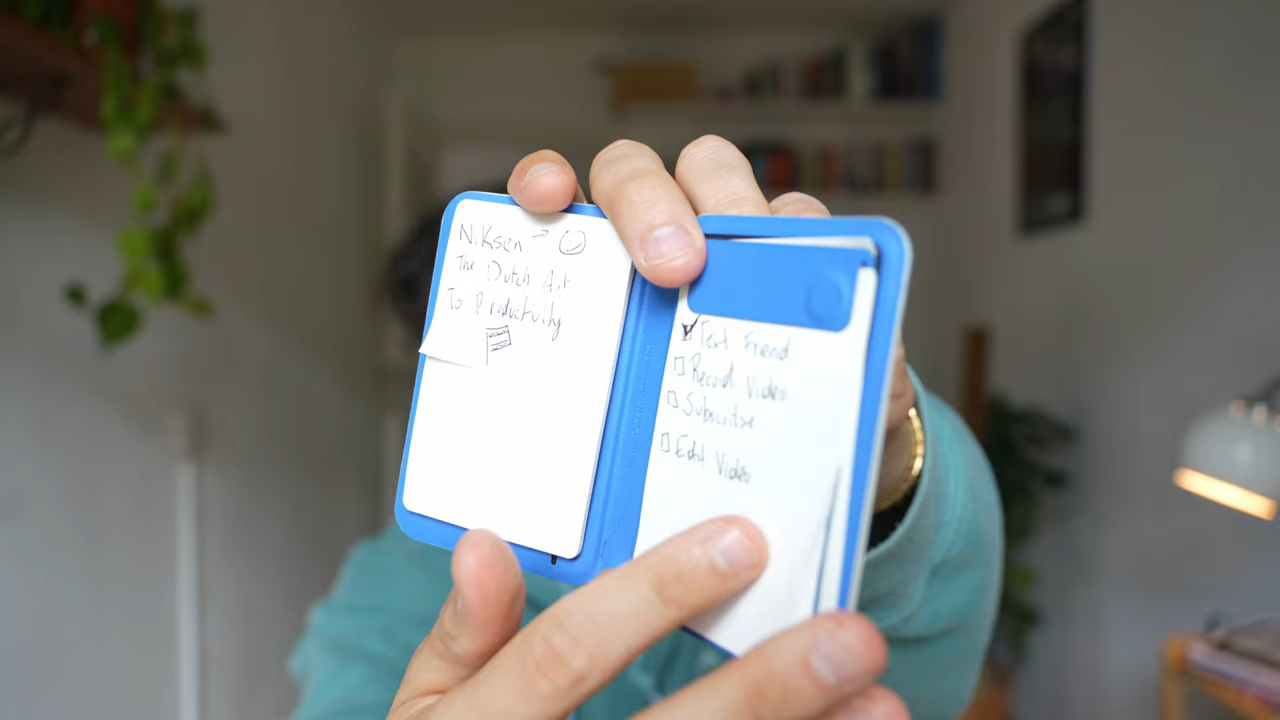 Niksen →
The Dutch Art
To Productivity
Text Friend
Record Video
Subscribe
Edit Video